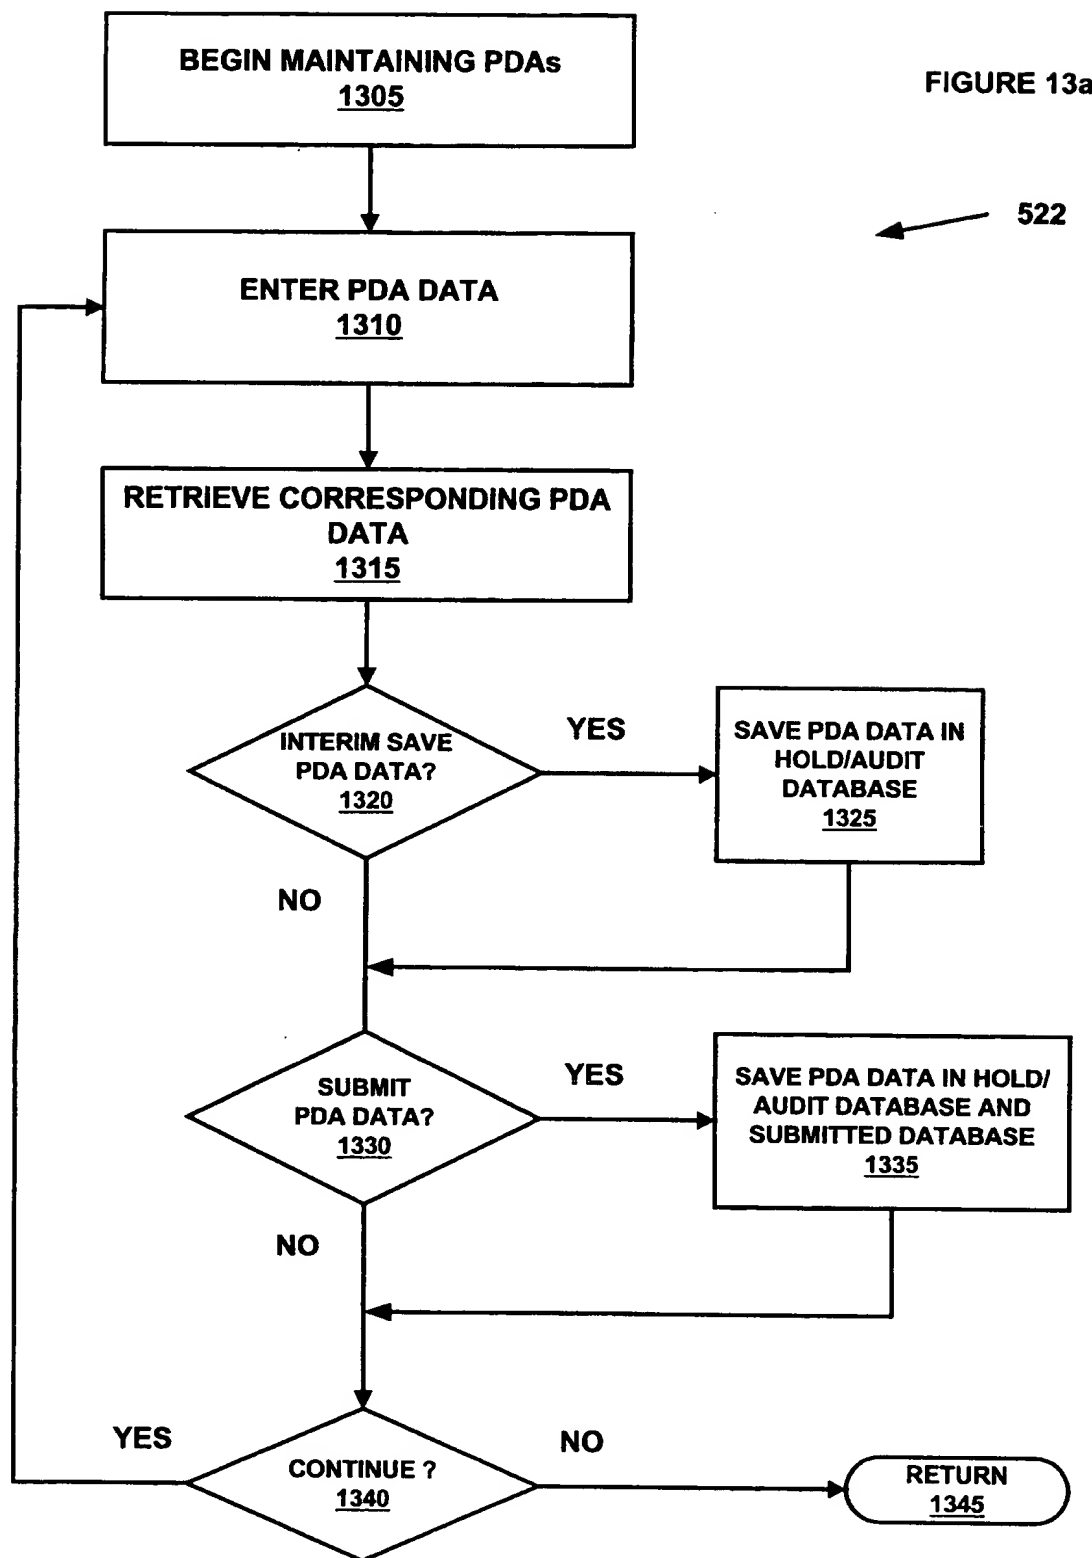 BEGIN MAINTAINING PDAs
1305
FIGURE 13a
522
ENTER PDA DATA
1310
RETRIEVE CORRESPONDING PDA
DATA
1315
INTERIM SAVE
PDA DATA?
1320
YES
SAVE PDA DATA IN
HOLD/AUDIT
DATABASE
1325
NO
SUBMIT
PDA DATA?
1330
YES
SAVE PDA DATA IN HOLD/
AUDIT DATABASE AND
SUBMITTED DATABASE
1335
NO
YES
CONTINUE ?
1340
NO
RETURN
1345